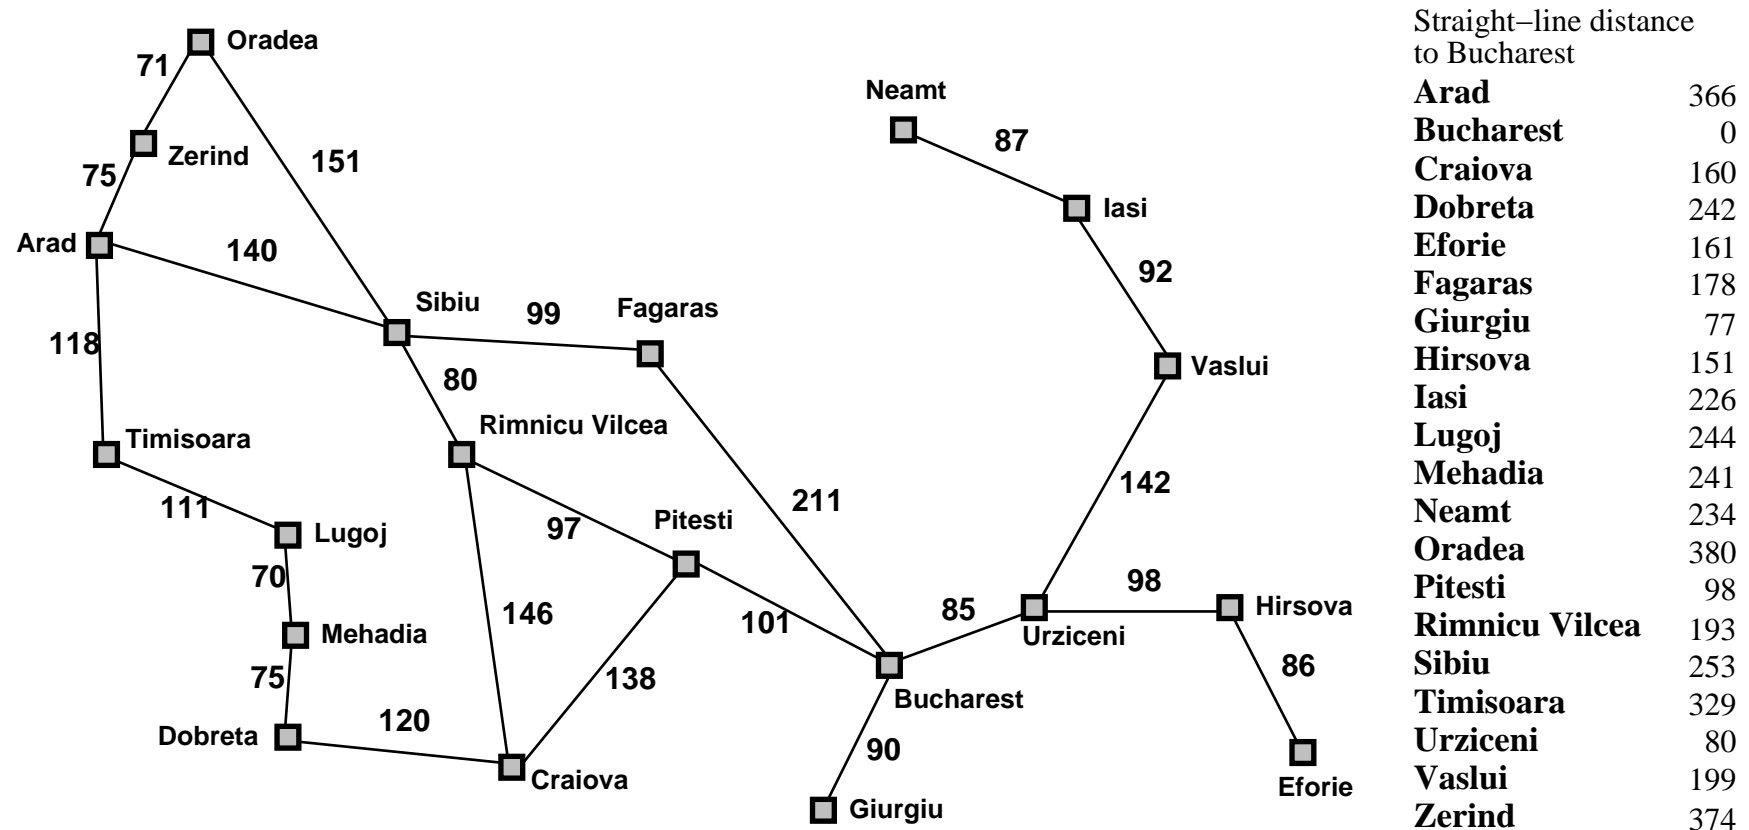 Oradea
71
Neamt
Zerind
87
151
75
Iasi
Arad
140
92
Sibiu
Fagaras
99
118
Vaslui
80
Timisoara
Rimnicu Vilcea
142
211
111
Pitesti
97
Lugoj
70
98
Hirsova
146
101
85
Mehadia
Urziceni
86
75
138
Bucharest
120
Dobreta
90
Craiova
Eforie
Giurgiu
Straight−line distance
to Bucharest
Arad 366
Bucharest 0
Craiova 160
Dobreta 242
Eforie 161
Fagaras 178
Giurgiu 77
Hirsova 151
Iasi 226
Lugoj 244
Mehadia 241
Neamt 234
Oradea 380
Pitesti 98
Rimnicu Vilcea 193
Sibiu 253
Timisoara 329
Urziceni 80
Vaslui 199
Zerind 374